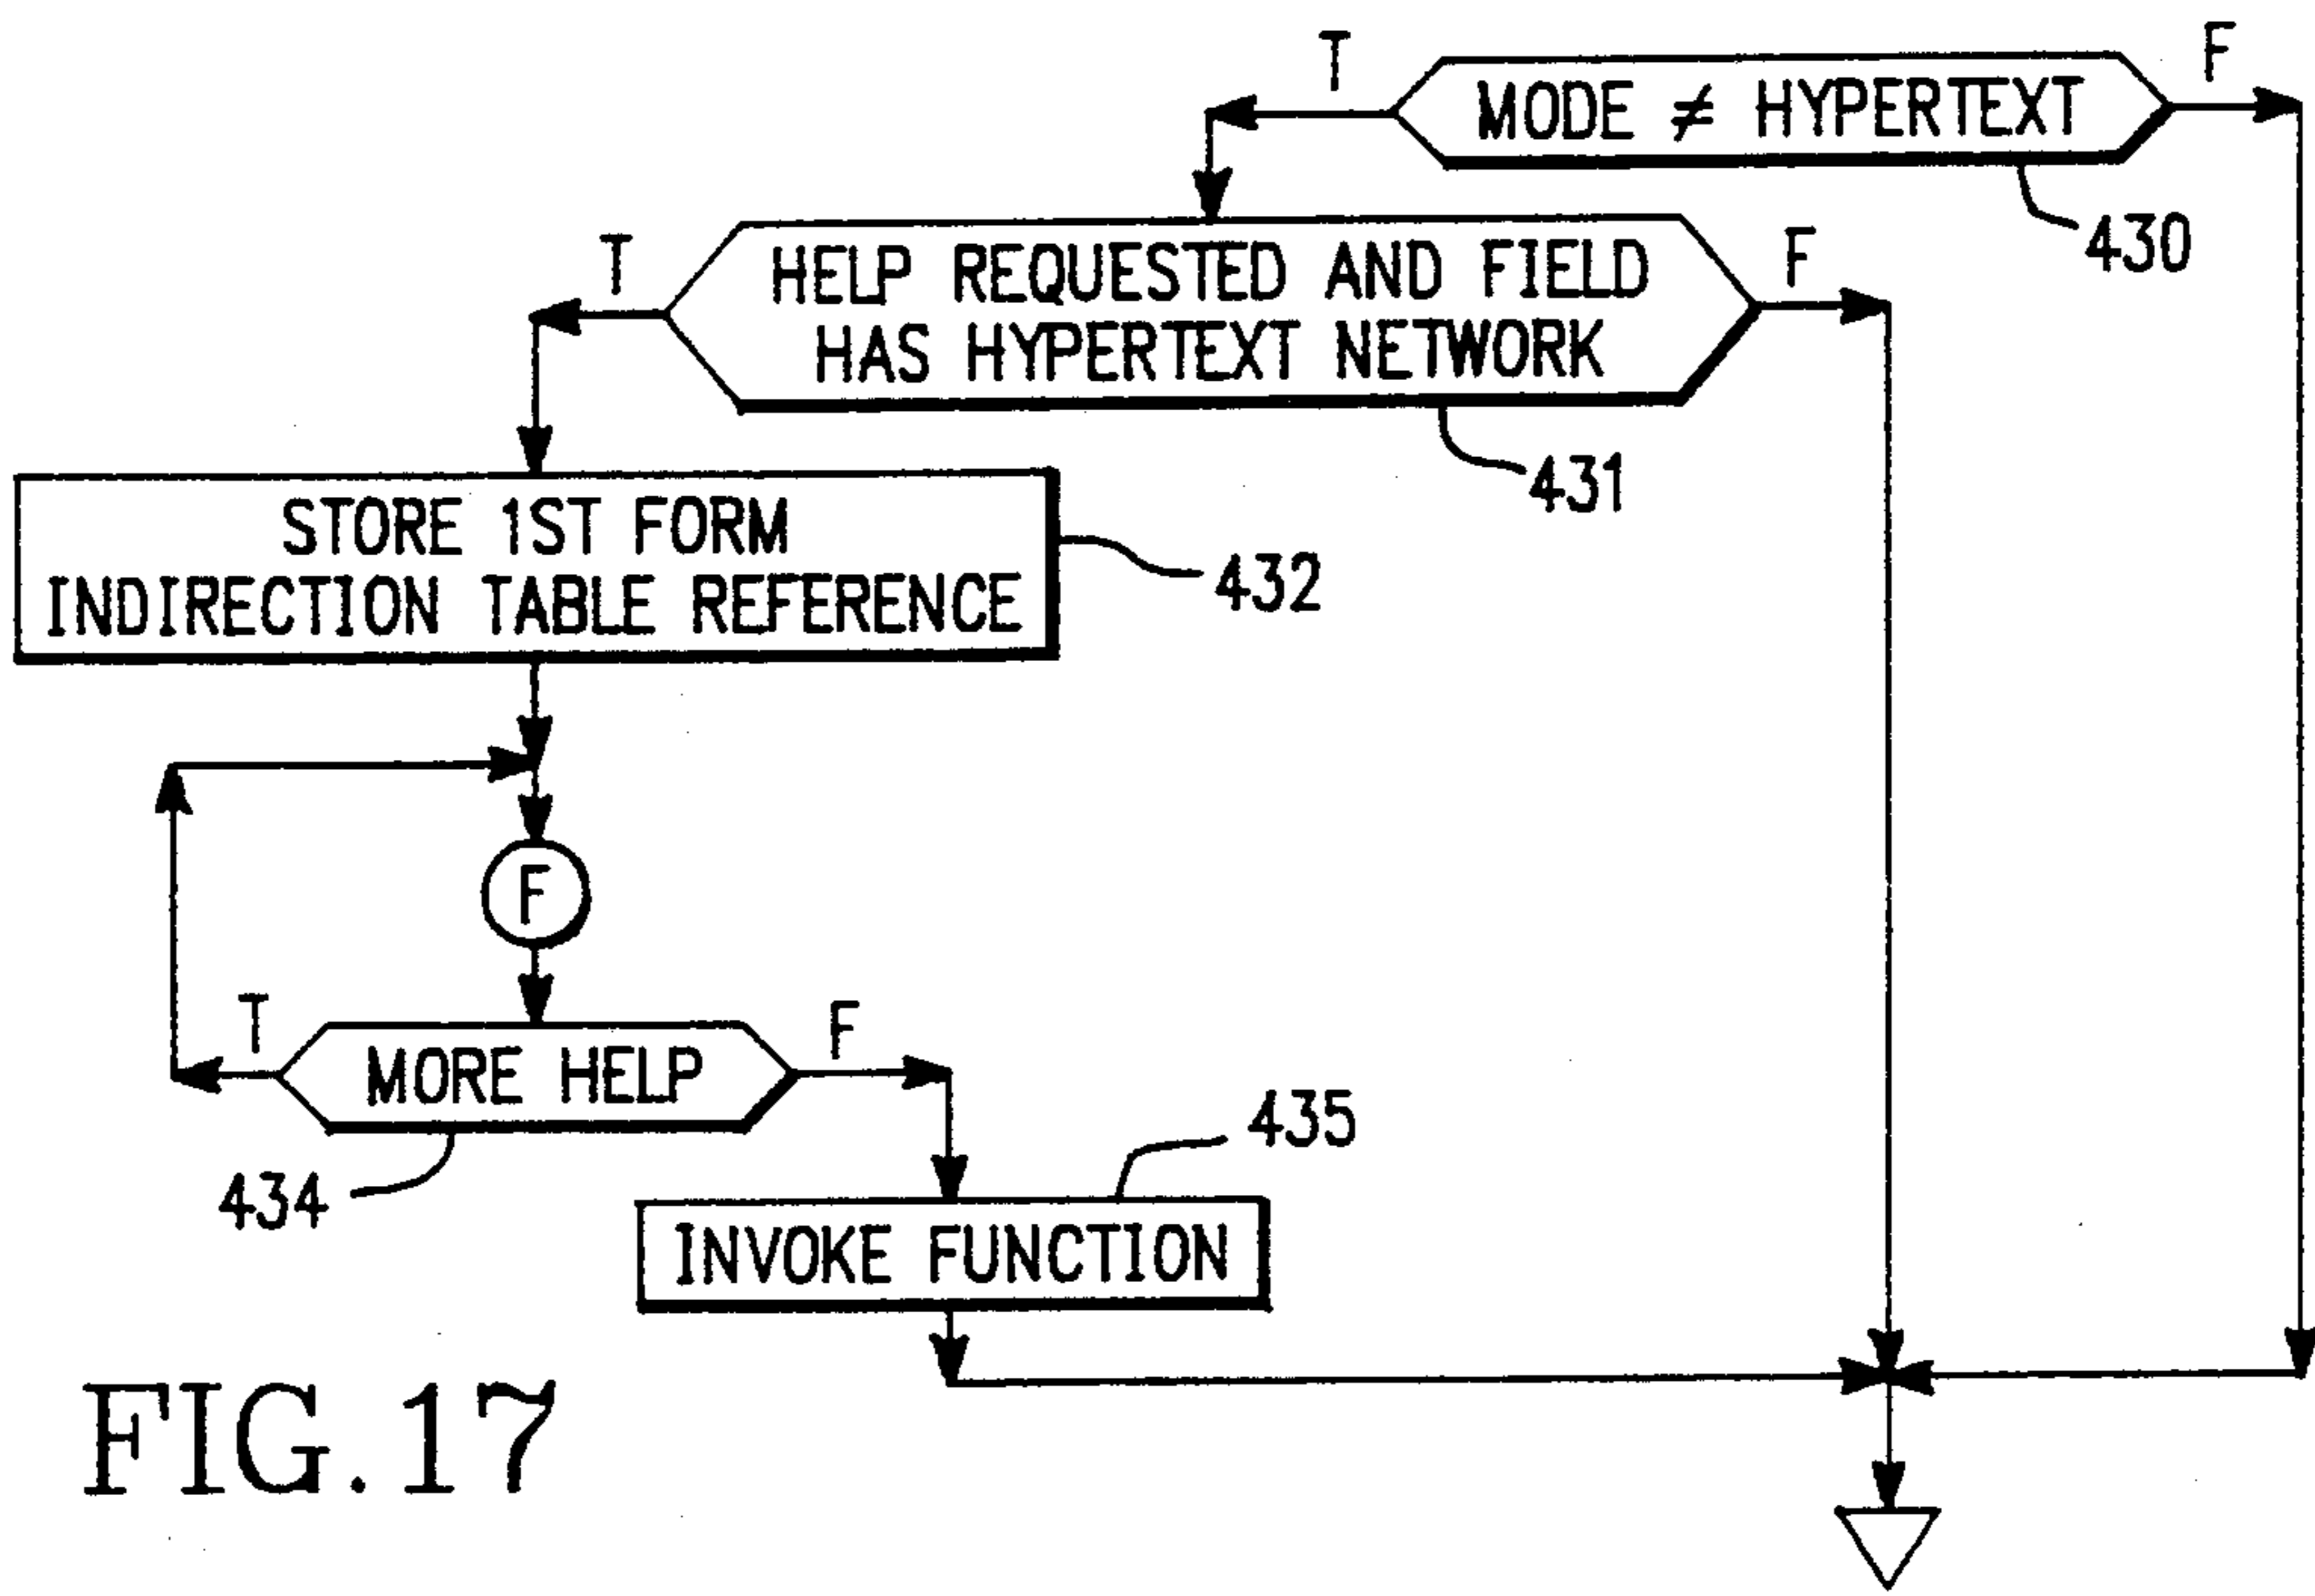 T
MODE ≠ HYPERTEXT
F
430
T
HELP REQUESTED AND FIELD
HAS HYPERTEXT NETWORK
F
431
STORE 1ST FORM
INDIRECTION TABLE REFERENCE
432
F
T
MORE HELP
F
434
435
INVOKE FUNCTION
FIG.17